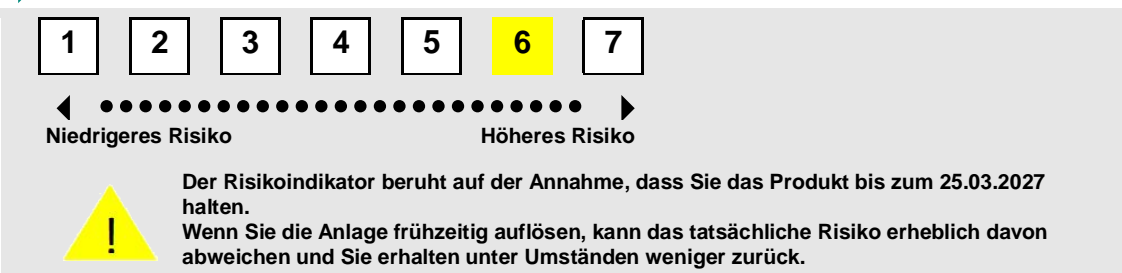 1 2 3 4 5 6 7
Niedrigeres Risiko Höheres Risiko
! Der Risikoindikator beruht auf der Annahme, dass Sie das Produkt bis zum 25.03.2027
halten.
Wenn Sie die Anlage frühzeitig auflösen, kann das tatsächliche Risiko erheblich davon
abweichen und Sie erhalten unter Umständen weniger zurück.